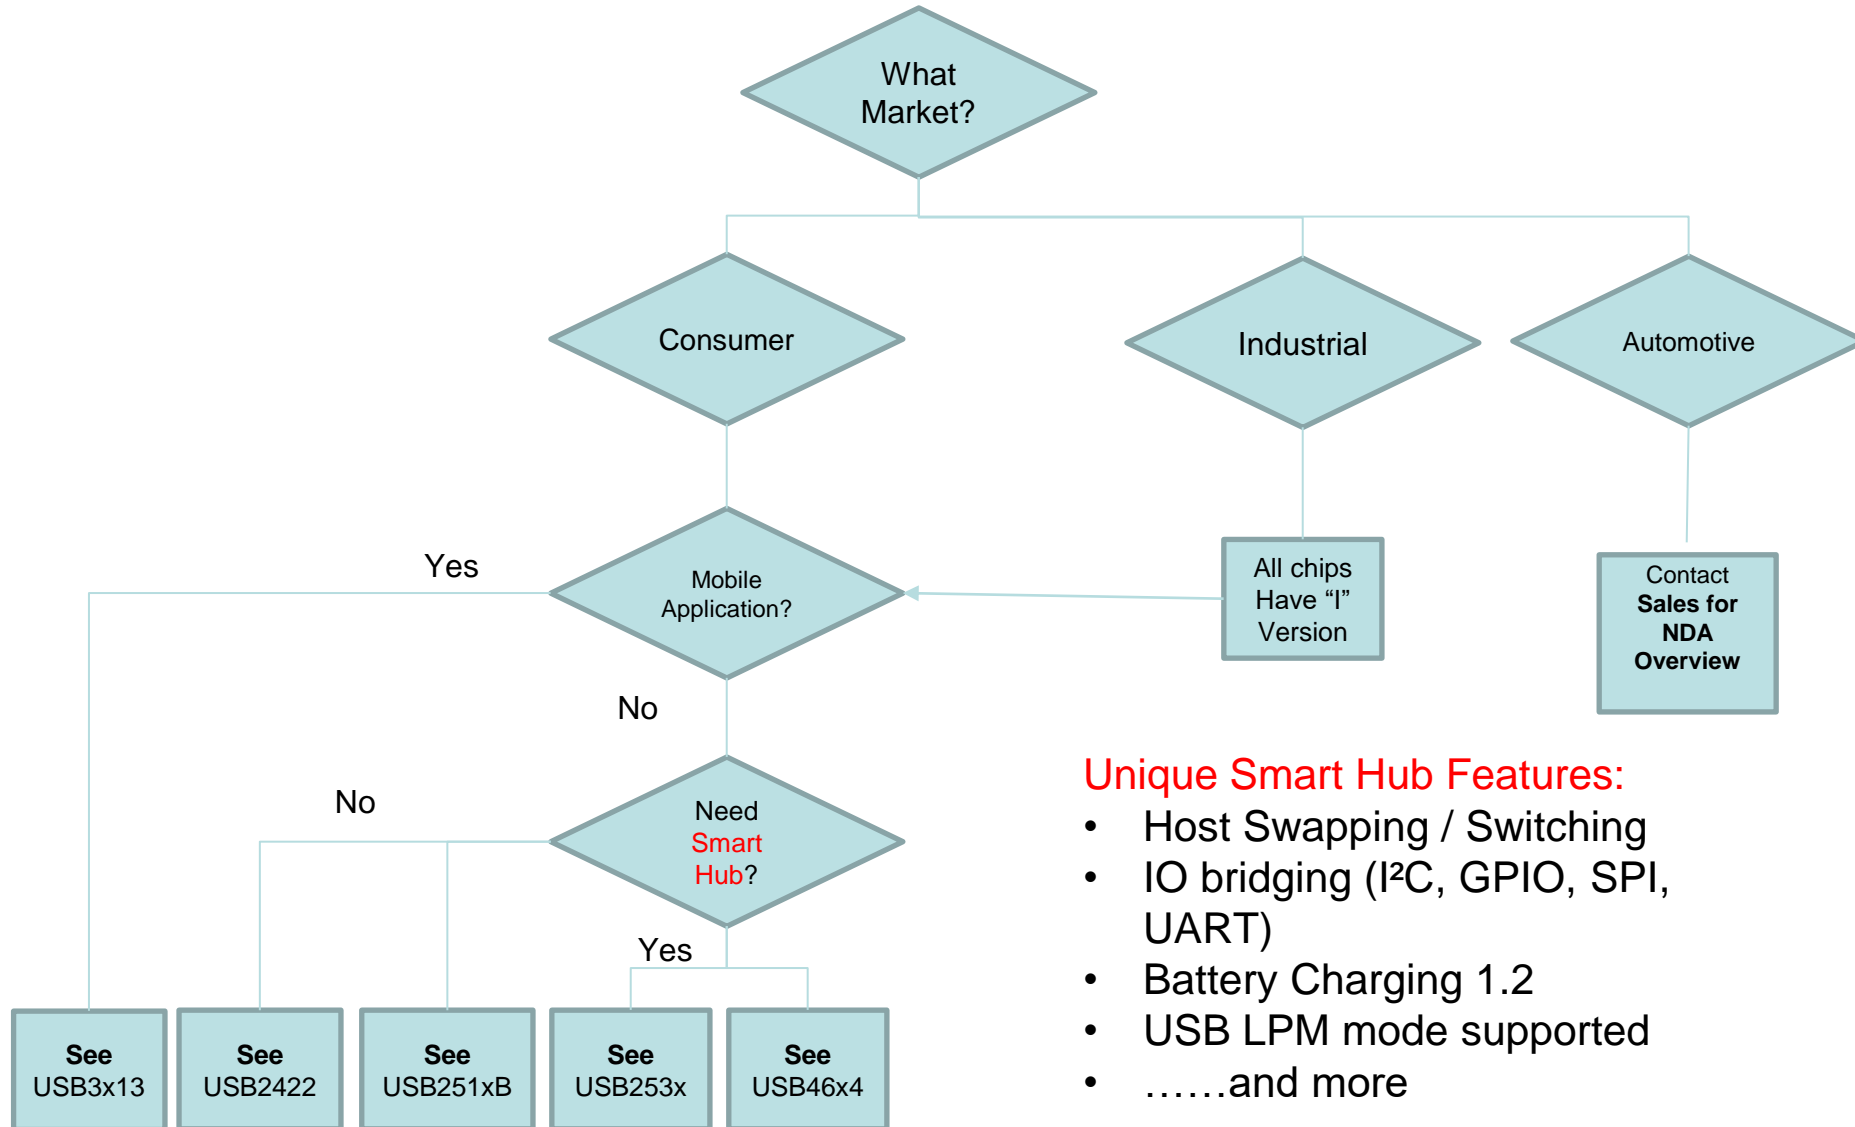 What
Market?
Consumer
Industrial
Automotive
Yes
Mobile
Application?
All chips
Have “I”
Version
Contact
Sales for
NDA
Overview
No
No
Need
Smart
Hub?
Yes
See
USB3x13
See
USB2422
See
USB251xB
See
USB253x
See
USB46x4
Unique Smart Hub Features:
• Host Swapping / Switching
• IO bridging (I²C, GPIO, SPI,
UART)
• Battery Charging 1.2
• USB LPM mode supported
• ……and more